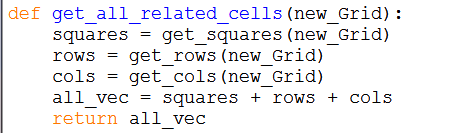 def get_all_related_cells(new_Grid):
    squares = get_squares(new_Grid)
    rows = get_rows(new_Grid)
    cols = get_cols(new_Grid)
    all_vec = squares + rows + cols
    return all_vec